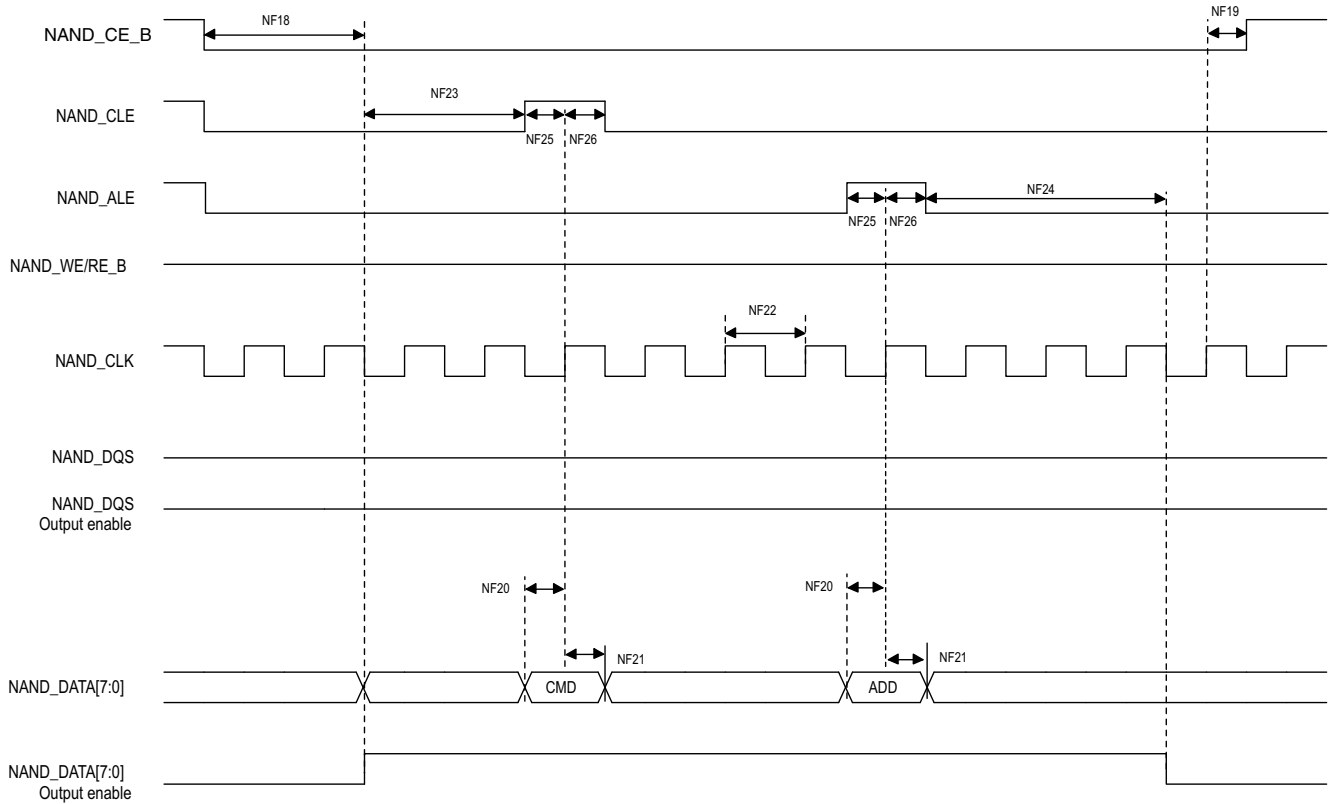 NF18
NF19
NAND_CE_B
NF23
NAND_CLE
NF25
NF26
NAND_ALE
NF24
NF25
NF26
NAND_WE/RE_B
NF22
NAND_CLK
NAND_DQS
NAND_DQS
Output enable
NF20
NF20
NF21
NF21
NAND_DATA[7:0]
CMD
ADD
NAND_DATA[7:0]
Output enable